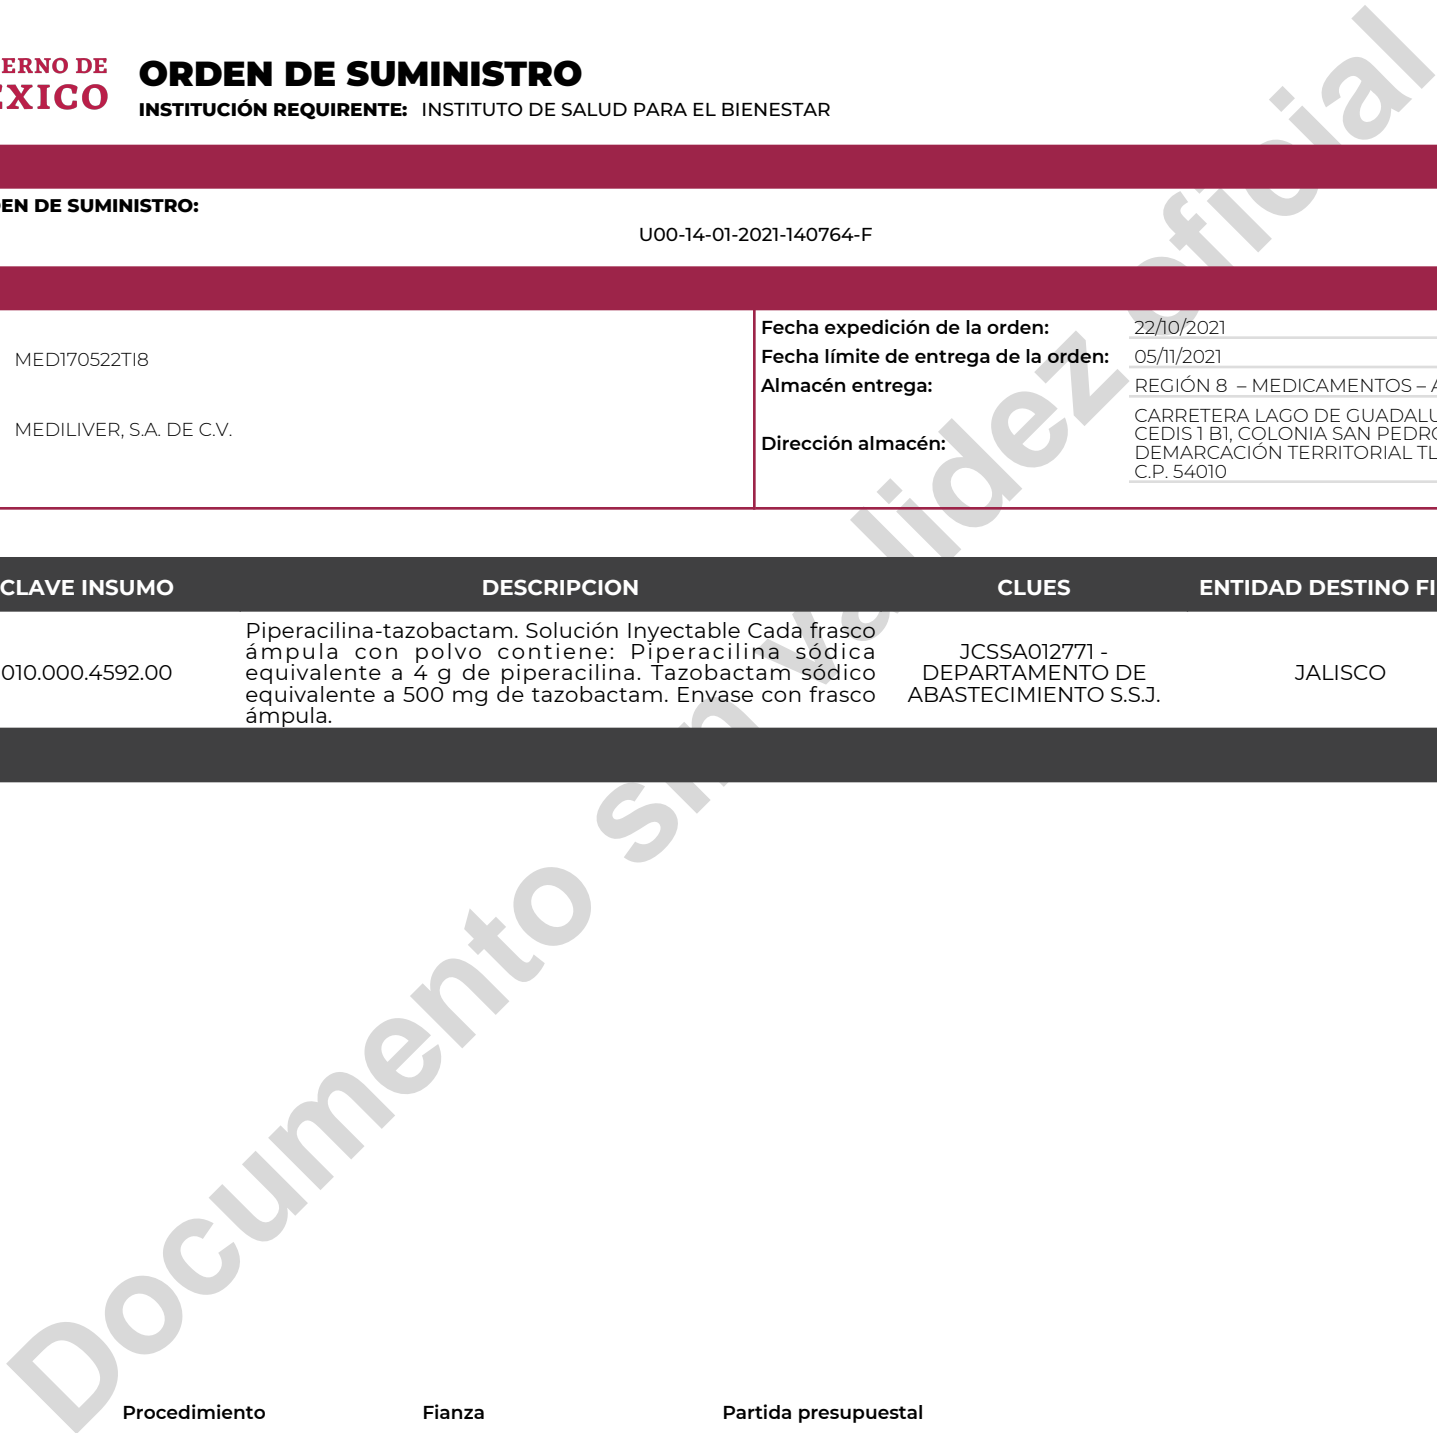 ERNO DE
ÉXICO
ORDEN DE SUMINISTRO
INSTITUCIÓN REQUIRENTE: INSTITUTO DE SALUD PARA EL BIENESTAR
EN DE SUMINISTRO:
U00-14-01-2021-140764-F
MED170522TI8
MEDILIVER, S.A. DE C.V.
Fecha expedición de la orden: 22/10/2021
Fecha límite de entrega de la orden: 05/11/2021
Almacén entrega: REGIÓN 8 – MEDICAMENTOS – A
Dirección almacén:
CARRETERA LAGO DE GUADALU
CEDIS 1 B1, COLONIA SAN PEDRO
DEMARCACIÓN TERRITORIAL TL
C.P. 54010
CLAVE INSUMO DESCRIPCION CLUES ENTIDAD DESTINO FI
010.000.4592.00
Piperacilina-tazobactam. Solución Inyectable Cada frasco
ámpula con polvo contiene: Piperacilina sódica
equivalente a 4 g de piperacilina. Tazobactam sódico
equivalente a 500 mg de tazobactam. Envase con frasco
ámpula.
JCSSA012771 -
DEPARTAMENTO DE
ABASTECIMIENTO S.S.J.
JALISCO
Documento sin validez oficial
Procedimiento Fianza Partida presupuestal